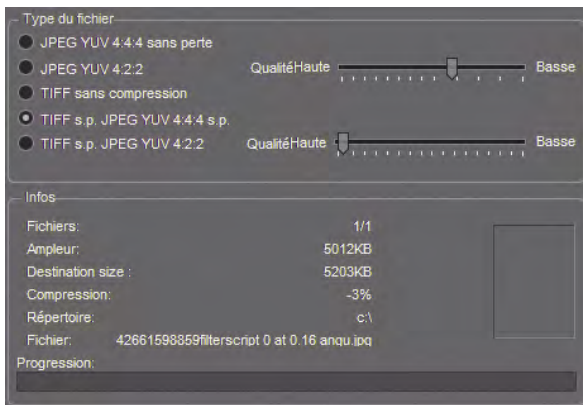 Type du fichier
JPEG YUV 4:4:4 sans perte
JPEG YUV 4:2:2 QualitéHaute Basse
TIFF sans compression
TIFF s.p. JPEG YUV 4:4:4 s.p.
TIFF s.p. JPEG YUV 4:2:2 QualitéHaute Basse
Infos
Fichiers: 1/1
Ampleur: 5012KB
Destination size : 5203KB
Compression: -3%
Répertoire: c:\
Fichier: 42661598859filterscript 0 at 0.16 angu.jpg
Progression: